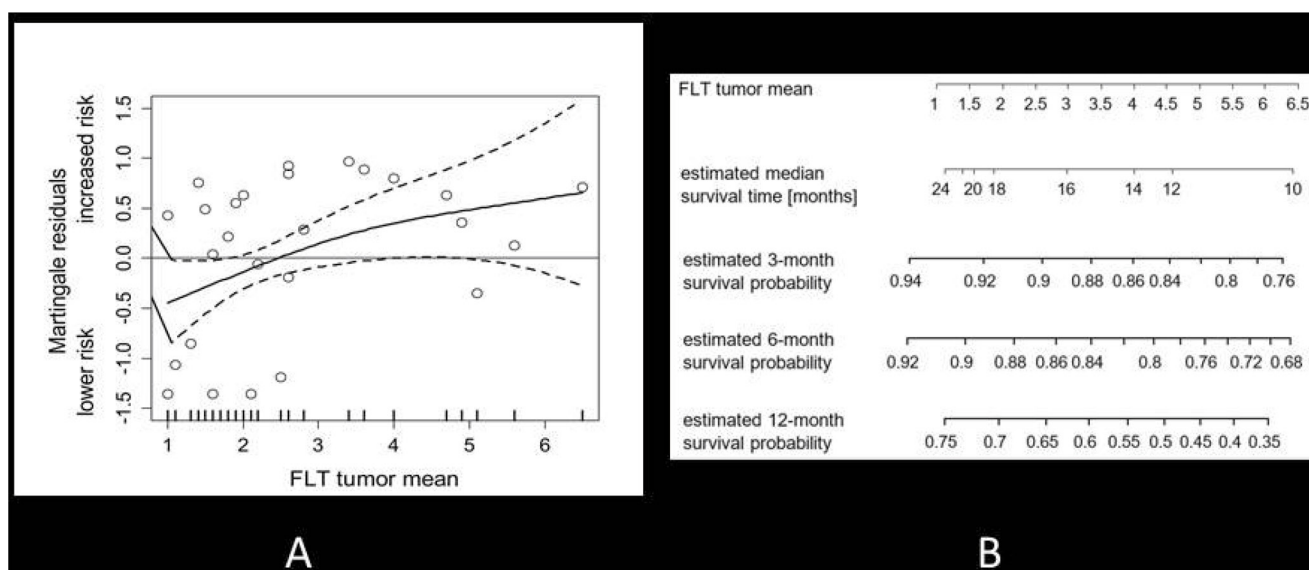 Martingale residuals
lower risk increased risk
1.5
1.0
0.5
0.0
-0.5
-1.0
-1.5
1 2 3 4 5 6
FLT tumor mean
A
FLT tumor mean
1 1.5 2 2.5 3 3.5 4 4.5 5 5.5 6 6.5
estimated median
survival time [months]
24 20 18 16 14 12 10
estimated 3-month
survival probability
0.94 0.92 0.9 0.88 0.86 0.84 0.8 0.76
estimated 6-month
survival probability
0.92 0.9 0.88 0.86 0.84 0.8 0.76 0.72 0.68
estimated 12-month
survival probability
0.75 0.7 0.65 0.6 0.55 0.5 0.45 0.4 0.35
B